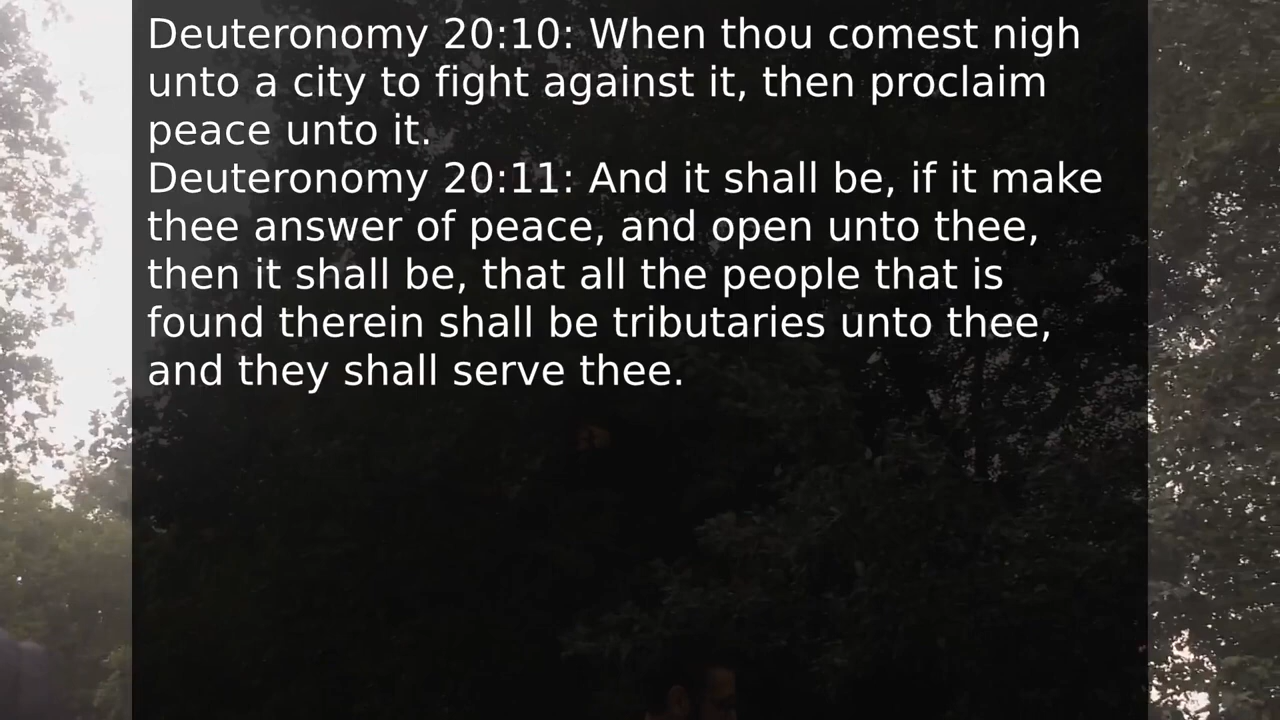 Deuteronomy 20:10: When thou comest nigh
unto a city to fight against it, then proclaim
peace unto it.
Deuteronomy 20:11: And it shall be, if it make
thee answer of peace, and open unto thee,
then it shall be, that all the people that is
found therein shall be tributaries unto thee,
and they shall serve thee.